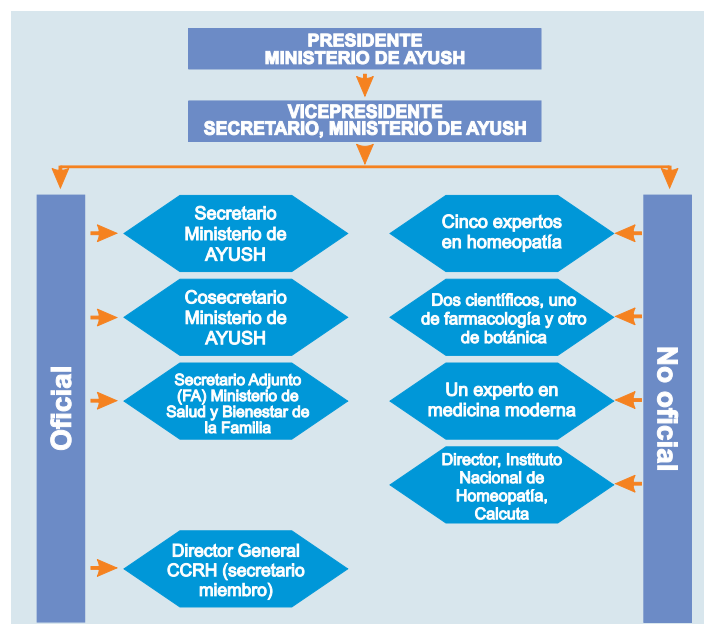 PRESIDENTE
MINISTERIO DE AYUSH
VICEPRESIDENTE
SECRETARIO, MINISTERIO DE AYUSH
Oficial
Secretario
Ministerio de
AYUSH
Cosecretario
Ministerio de
AYUSH
Secretario Adjunto
(FA) Ministerio de
Salud y Bienestar de
la Familia
Director General
CCRH (secretario
miembro)
No oficial
Cinco expertos
en homeopatía
Dos científicos, uno
de farmacología y otro
de botánica
Un experto en
medicina moderna
Director, Instituto
Nacional de
Homeopatía,
Calcuta